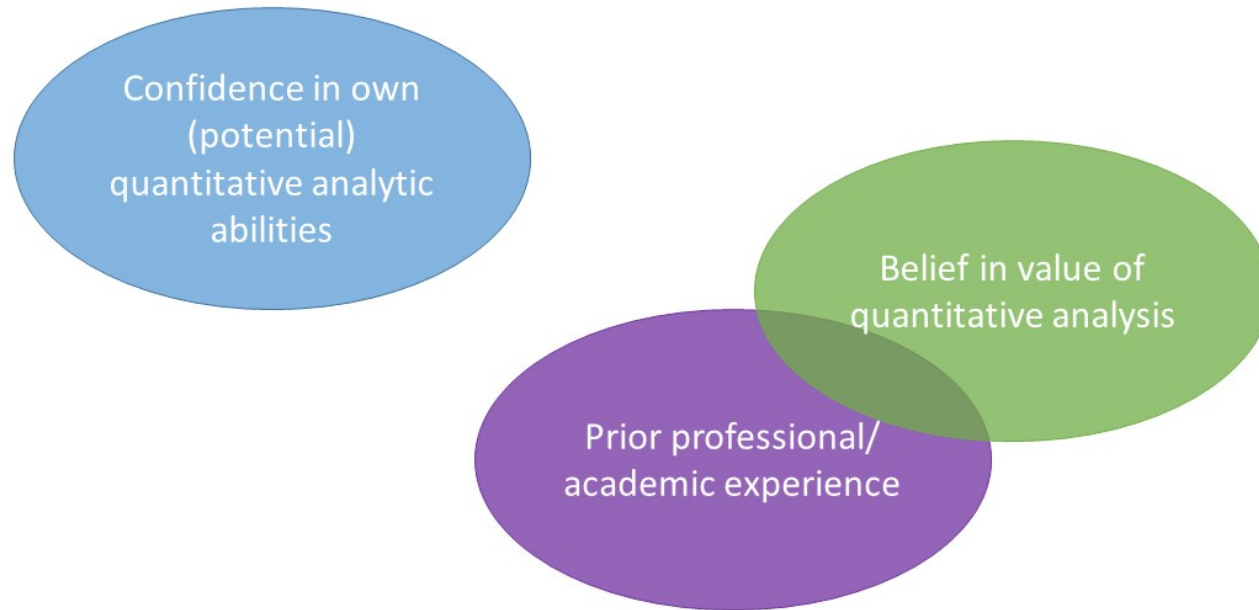 Confidence in own
(potential)
quantitative analytic
abilities
Belief in value of
quantitative analysis
Prior professional/
academic experience